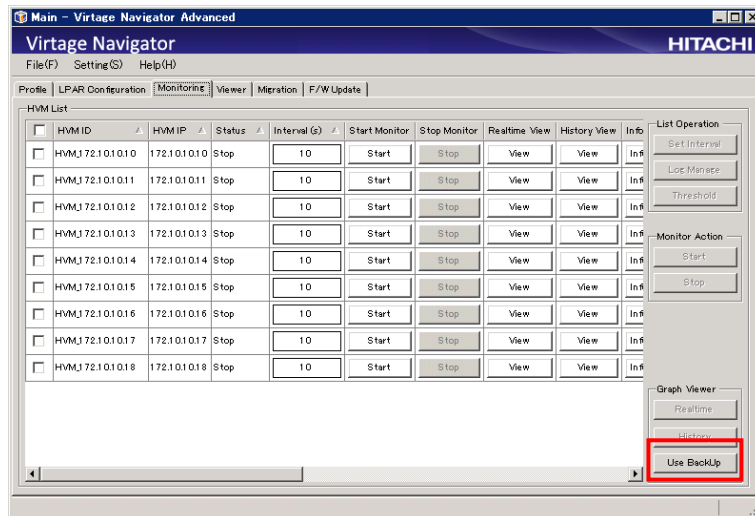 Main - Virtage Navigator Advanced
Virtage Navigator
HITACHI
File(F) Setting(S) Help(H)
Profile LPAR Configuration Monitoring Viewer Migration F/W Update
HVM List
HVM ID HVM IP Status Interval (s) Start Monitor Stop Monitor Realtime View History View Info
HVM_172.10.10.10 172.10.10.10 Stop 10 Start Stop View View Inf
HVM_172.10.10.11 172.10.10.11 Stop 10 Start Stop View View Inf
HVM_172.10.10.12 172.10.10.12 Stop 10 Start Stop View View Inf
HVM_172.10.10.13 172.10.10.13 Stop 10 Start Stop View View Inf
HVM_172.10.10.14 172.10.10.14 Stop 10 Start Stop View View Inf
HVM_172.10.10.15 172.10.10.15 Stop 10 Start Stop View View Inf
HVM_172.10.10.16 172.10.10.16 Stop 10 Start Stop View View Inf
HVM_172.10.10.17 172.10.10.17 Stop 10 Start Stop View View Inf
HVM_172.10.10.18 172.10.10.18 Stop 10 Start Stop View View Inf
List Operation
Set Interval
Log Manage
Threshold
Monitor Action
Start
Stop
Graph Viewer
Realtime
History
Use BackUp